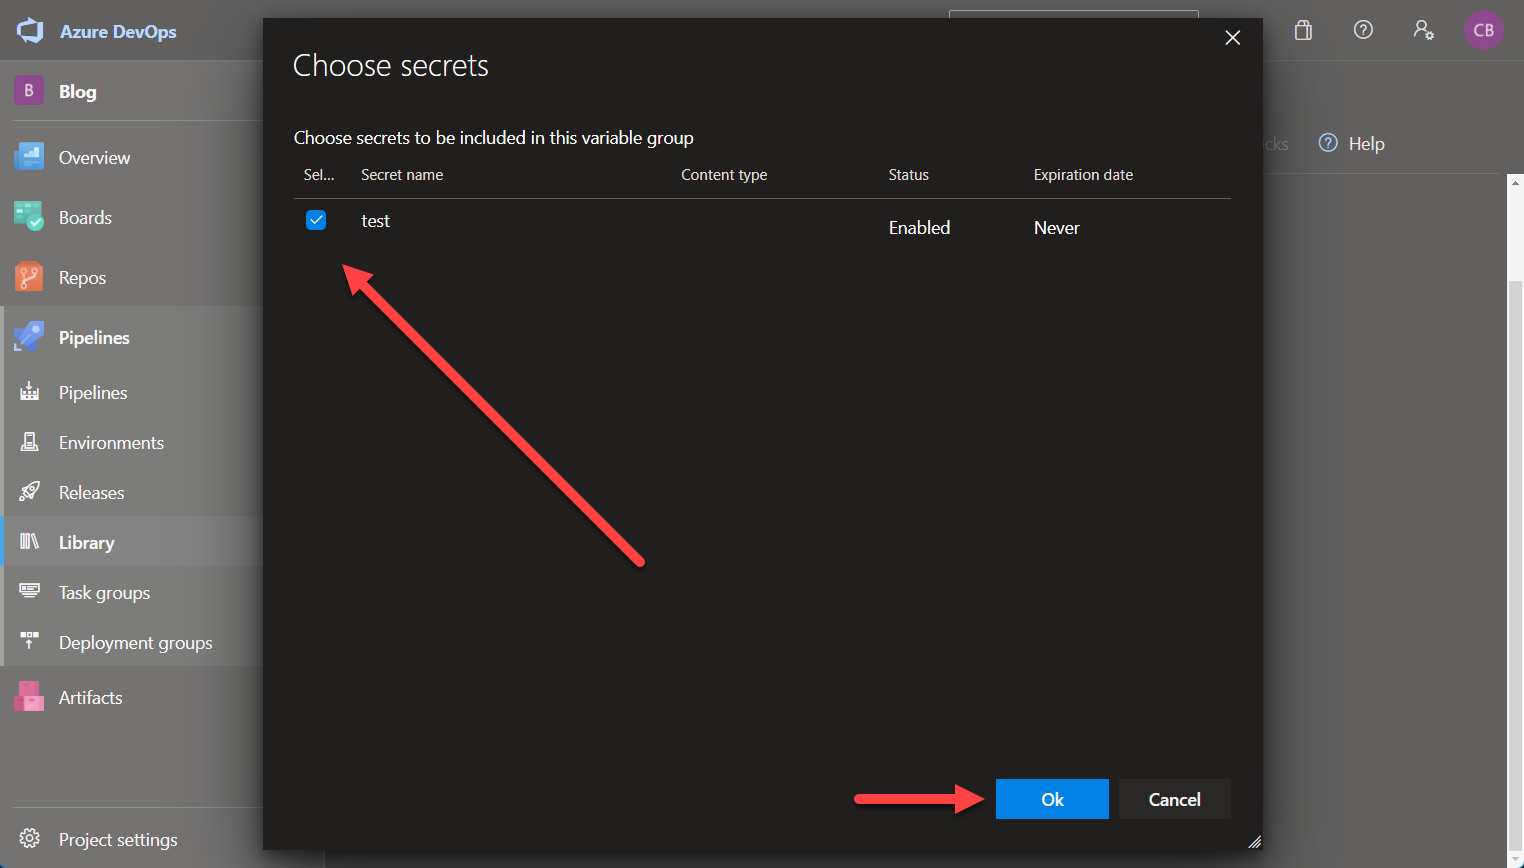 Azure DevOps
CB
B
Blog
Overview
Boards
Repos
Pipelines
Pipelines
Environments
Releases
Library
Task groups
Deployment groups
Artifacts
Project settings
Choose secrets
Choose secrets to be included in this variable group
Sel... Secret name Content type Status Expiration date
test Enabled Never
Ok Cancel
Help